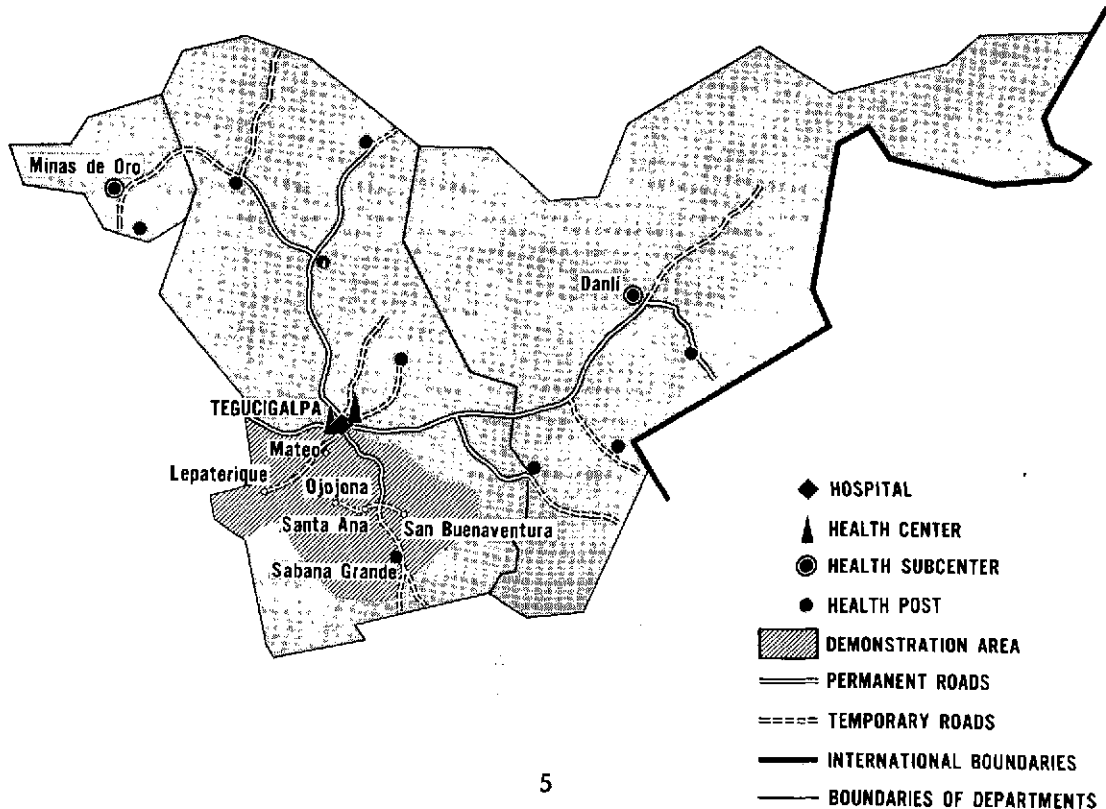 Minas de Oro
Danlí
TEGUCIGALPA
Mateo
Lepaterique
Ojojona
Santa Ana
San Buenaventura
Sabana Grande
HOSPITAL
HEALTH CENTER
HEALTH SUBCENTER
HEALTH POST
DEMONSTRATION AREA
PERMANENT ROADS
TEMPORARY ROADS
INTERNATIONAL BOUNDARIES
BOUNDARIES OF DEPARTMENTS
5